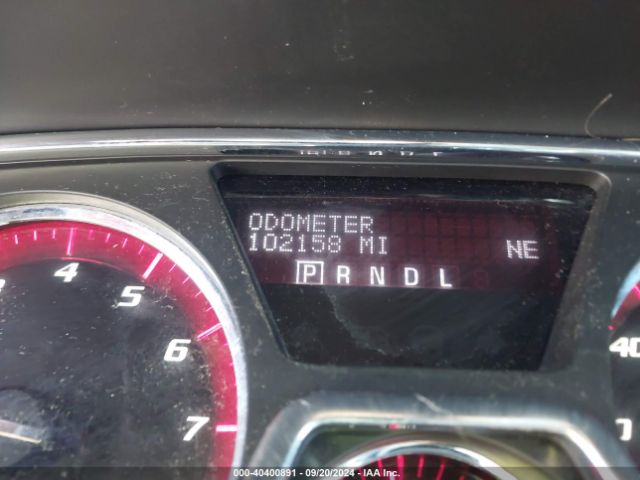 ODOMETER
102158 MI NE
P R N D L
4
5
6
7
40
000-40400891 - 09/20/2024 - IAA Inc.